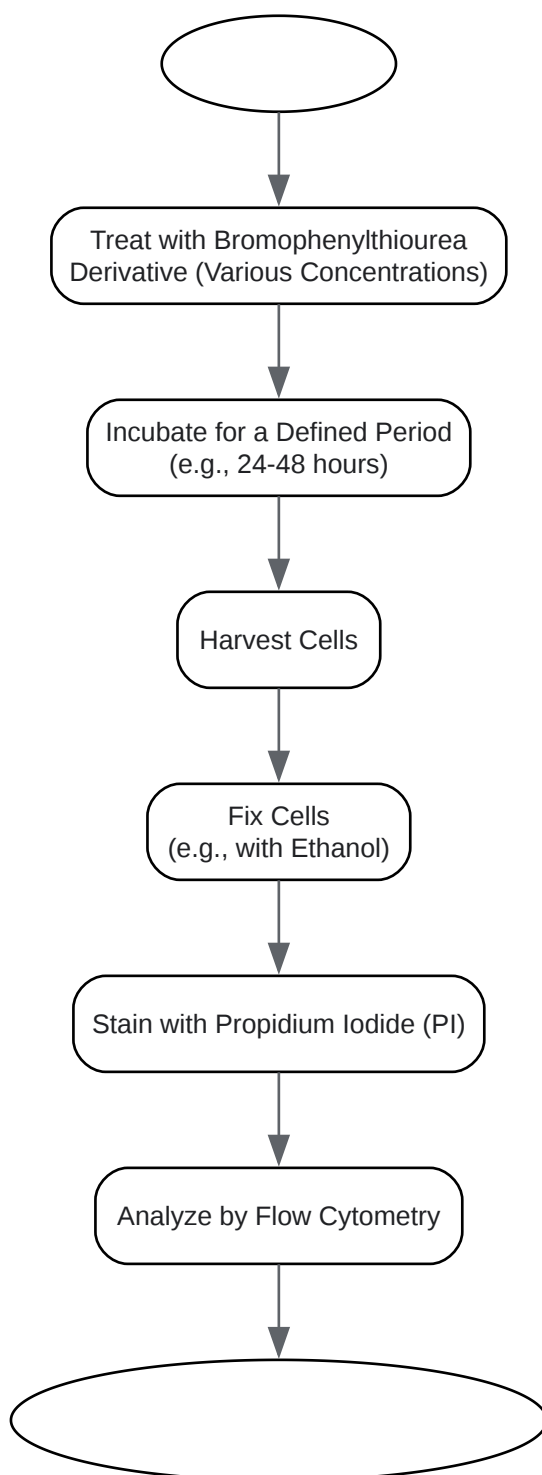 Treat with Bromophenylthiourea
Derivative (Various Concentrations)
Incubate for a Defined Period
(e.g., 24-48 hours)
Harvest Cells
Fix Cells
(e.g., with Ethanol)
Stain with Propidium Iodide (PI)
Analyze by Flow Cytometry